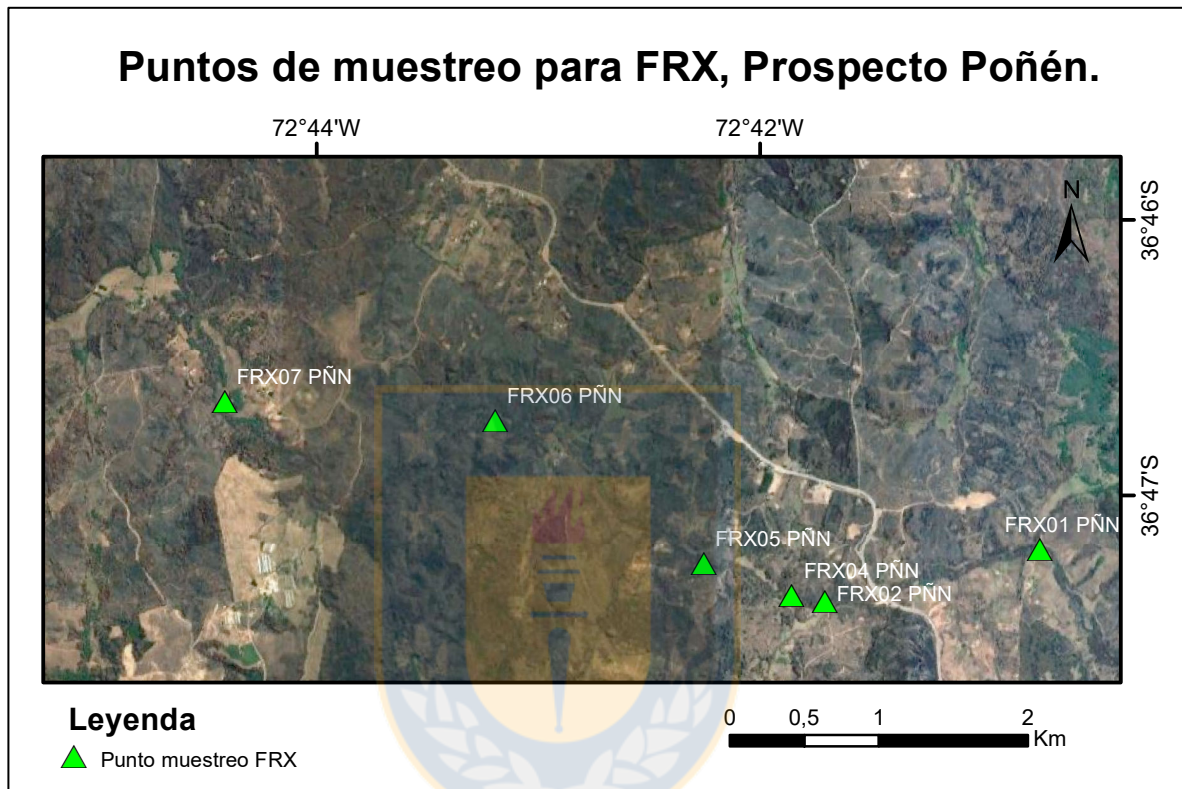 Puntos de muestreo para FRX, Prospecto Poñén.
72°44'W
72°42'W
N
36°46'S
36°47'S
FRX07 PÑN
FRX06 PÑN
FRX05 PÑN
FRX04 PÑN
FRX02 PÑN
FRX01 PÑN
Leyenda
Punto muestreo FRX
0 0,5 1 2
Km